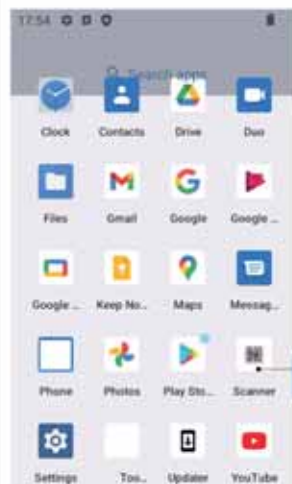 17:54
Search apps
Clock Contacts Drive Duo
Files Gmail Google Google ...
Google ... Keep No... Maps Messag...
Phone Photos Play Sto... Scanner
Settings Too... Updater YouTube